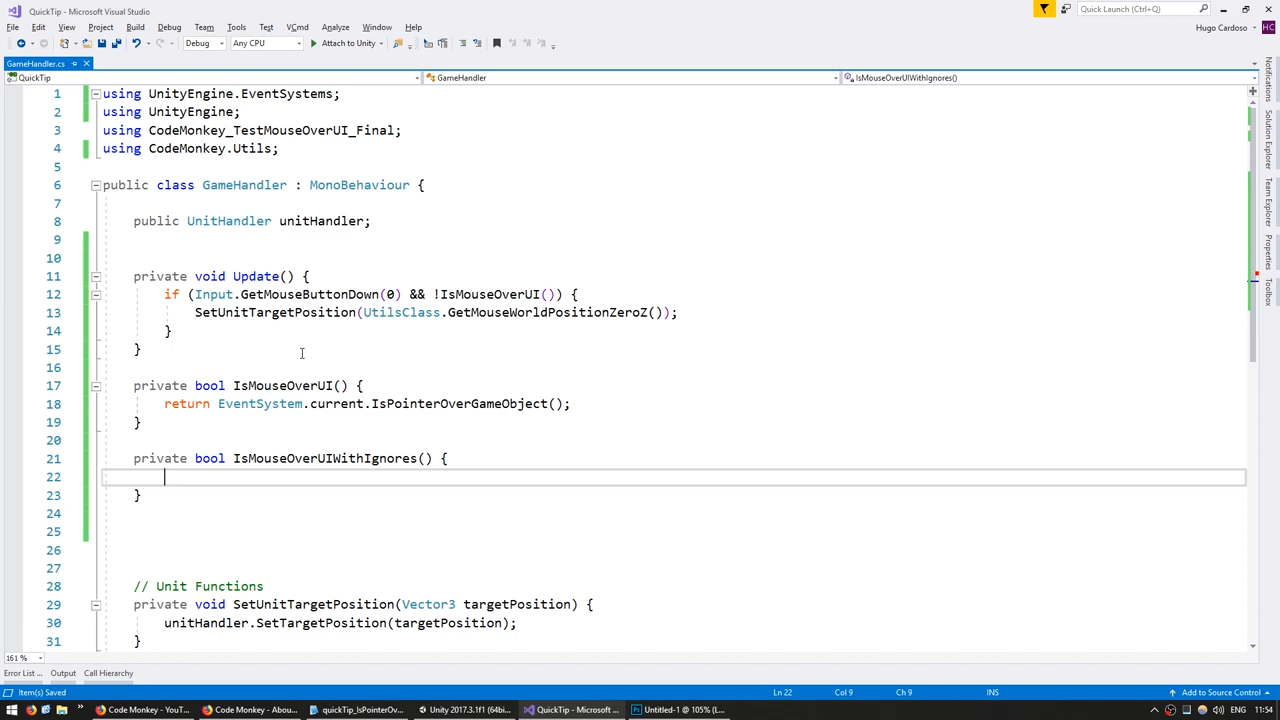 QuickTip - Microsoft Visual Studio
Quick Launch (Ctrl+Q)
File Edit View Project Build Debug Team Tools Test VCmd Analyze Window Help
Hugo Cardoso HC
Debug Any CPU Attach to Unity
GameHandler.cs
QuickTip GameHandler IsMouseOverUIWithIgnores()
1 using UnityEngine.EventSystems;
2 using UnityEngine;
3 using CodeMonkey_TestMouseOverUI_Final;
4 using CodeMonkey.Utils;
5
6 public class GameHandler : MonoBehaviour {
7
8 public UnitHandler unitHandler;
9
10
11 private void Update() {
12 if (Input.GetMouseButtonDown(0) && !IsMouseOverUI()) {
13 SetUnitTargetPosition(UtilsClass.GetMouseWorldPositionZeroZ());
14 }
15 }
16
17 private bool IsMouseOverUI() {
18 return EventSystem.current.IsPointerOverGameObject();
19 }
20
21 private bool IsMouseOverUIWithIgnores() {
22
23 }
24
25
26
27
28 // Unit Functions
29 private void SetUnitTargetPosition(Vector3 targetPosition) {
30 unitHandler.SetTargetPosition(targetPosition);
31 }
Notifications
Solution Explorer
Team Explorer
Properties
Toolbox
161 %
Error List ... Output Call Hierarchy
Item(s) Saved Ln 22 Col 9 Ch 9 INS Add to Source Control
Code Monkey - YouT... Code Monkey - Abou... quickTip_IsPointerOv... Unity 2017.3.1f1 (64bi... QuickTip - Microsoft ... Untitled-1 @ 105% (L... 11:54